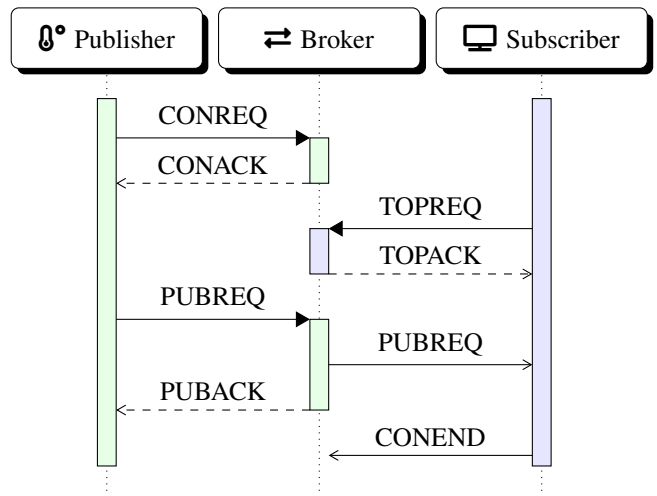 Publisher
Broker
Subscriber
CONREQ
CONACK
TOPREQ
TOPACK
PUBREQ
PUBREQ
PUBACK
CONEND